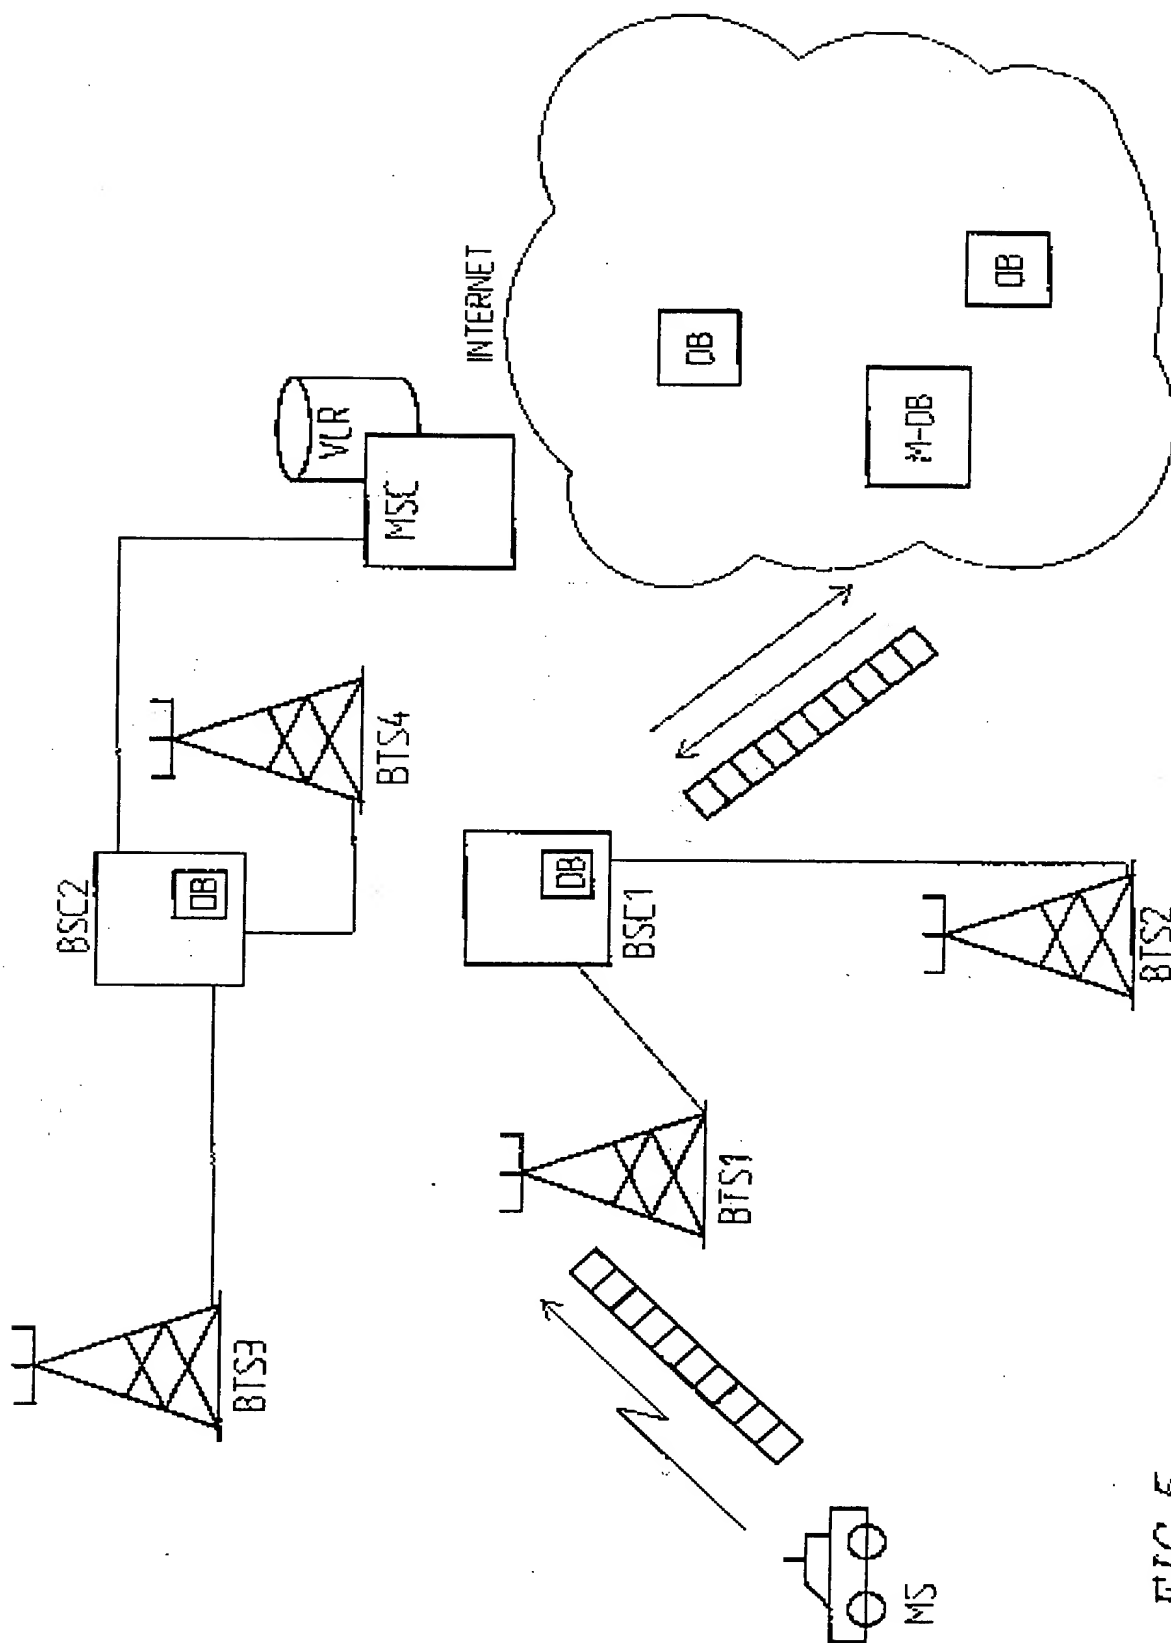 BTS3
BSC2
DB
BTS4
VLR
MSC
INTERNET
DB
DB
M-DB
BSC1
DB
BTS1
BTS2
MS
FIG. 5